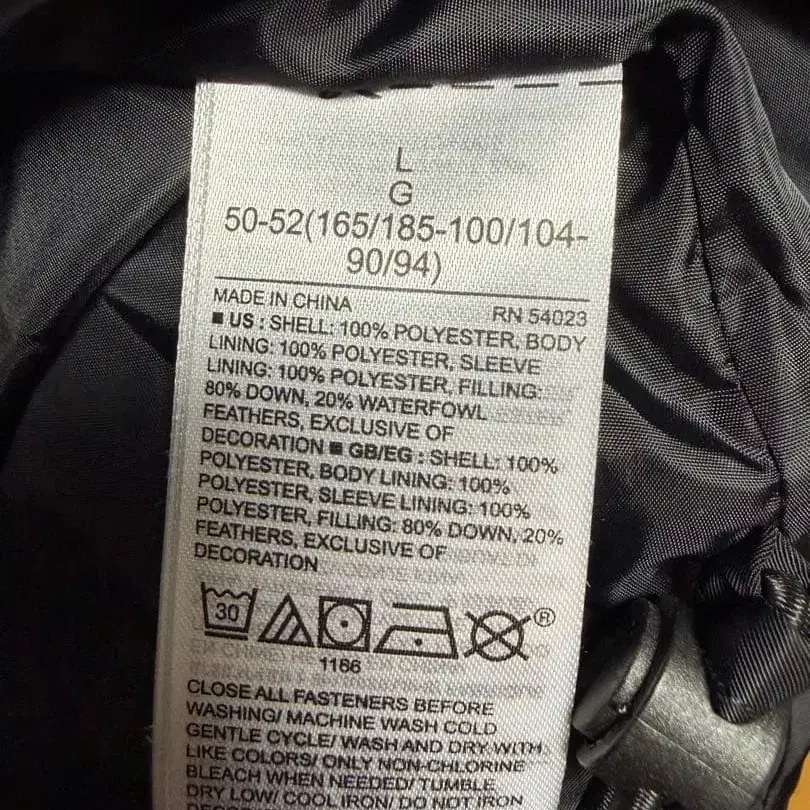 L
G
50-52(165/185-100/104-
90/94)
MADE IN CHINA RN 54023
■ US : SHELL: 100% POLYESTER, BODY
LINING: 100% POLYESTER, SLEEVE
LINING: 100% POLYESTER, FILLING:
80% DOWN, 20% WATERFOWL
FEATHERS, EXCLUSIVE OF
DECORATION ■ GB/EG : SHELL: 100%
POLYESTER, BODY LINING: 100%
POLYESTER, SLEEVE LINING: 100%
POLYESTER, FILLING: 80% DOWN, 20%
FEATHERS, EXCLUSIVE OF
DECORATION
30 ®
1166
CLOSE ALL FASTENERS BEFORE
WASHING/ MACHINE WASH COLD
GENTLE CYCLE/ WASH AND DRY WITH
LIKE COLORS/ ONLY NON-CHLORINE
BLEACH WHEN NEEDED/ TUMBLE
DRY LOW/ COOL IRON/ DO NOT IRON